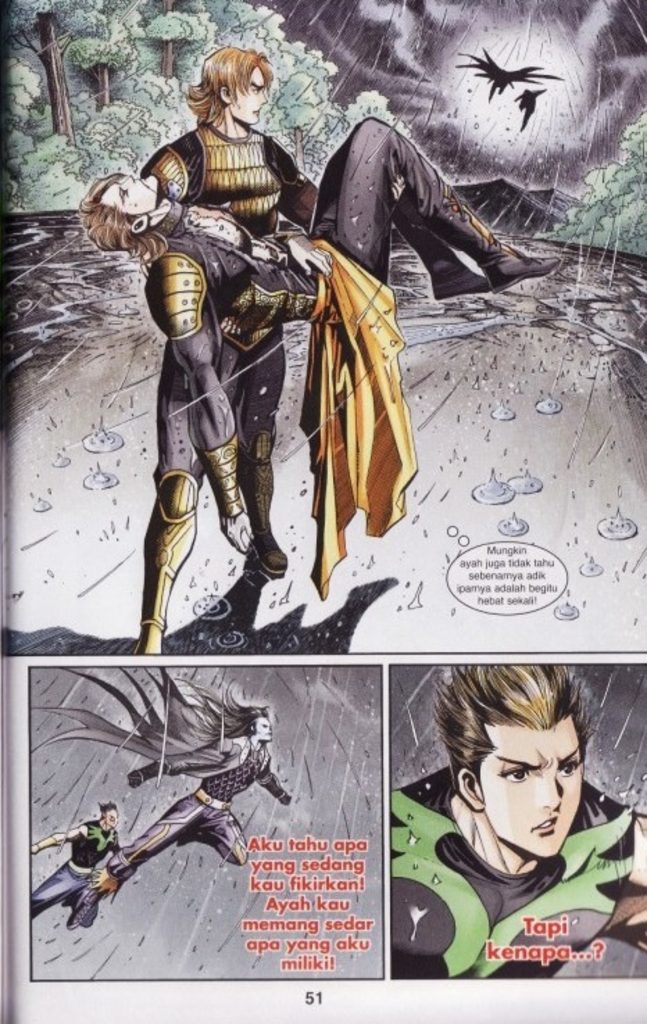 Mungkin
ayah juga tidak tahu
sebenarnya adik
iparnya adalah begitu
hebat sekali!
Aku tahu apa
yang sedang
kau fikirkan!
Ayah kau
memang sedar
apa yang aku
miliki!
Tapi
kenapa...?
51